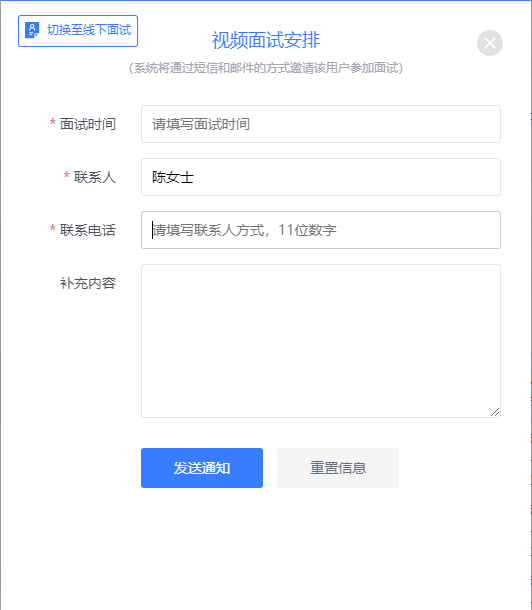 切换至线下面试
视频面试安排
（系统将通过短信和邮件的方式邀请该用户参加面试）
* 面试时间 请填写面试时间
* 联系人 陈女士
* 联系电话 请填写联系人方式，11位数字
补充内容
发送通知 重置信息